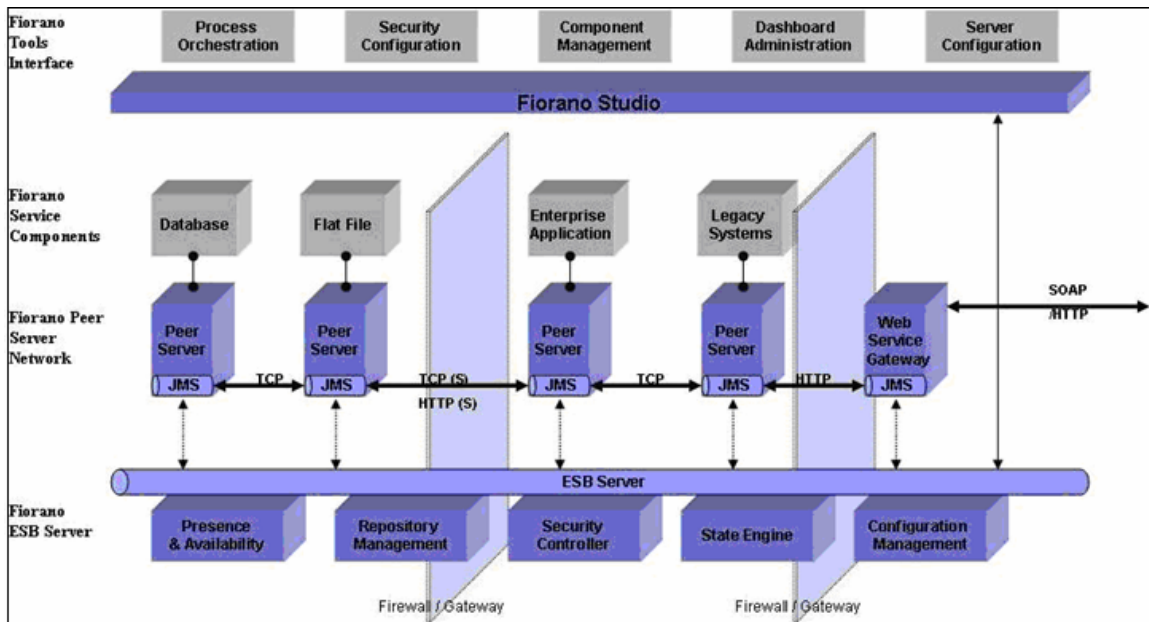 Fiorano
Tools
Interface
Process
Orchestration
Security
Configuration
Component
Management
Dashboard
Administration
Server
Configuration
Fiorano Studio
Fiorano
Service
Components
Database
Flat File
Enterprise
Application
Legacy
Systems
Fiorano Peer
Server
Network
Peer
Server
JMS
TCP
Peer
Server
JMS
TCP (S)
HTTP (S)
Peer
Server
JMS
TCP
Peer
Server
JMS
HTTP
Web
Service
Gateway
JMS
SOAP
/HTTP
ESB Server
Fiorano
ESB Server
Presence
& Availability
Repository
Management
Security
Controller
State Engine
Configuration
Management
Firewall / Gateway
Firewall / Gateway